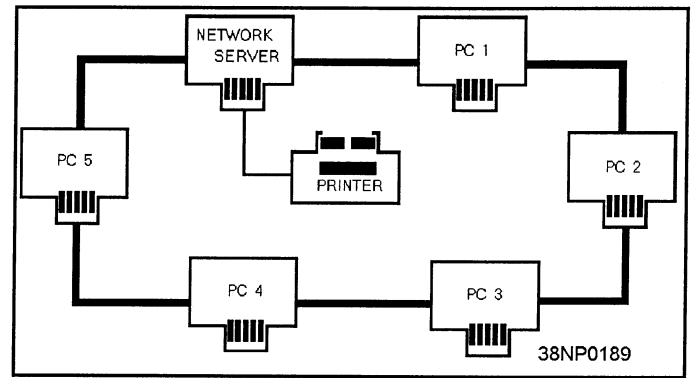 NETWORK
SERVER
PC 1
PC 5
PRINTER
PC 2
PC 4
PC 3
38NP0189